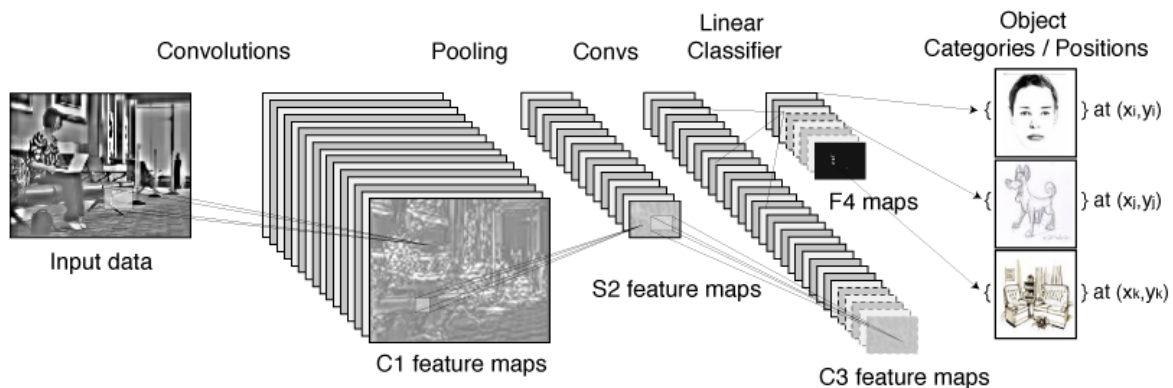 Convolutions
Pooling
Convs
Linear
Classifier
Object
Categories / Positions
{ } at (xi,yi)
{ } at (xj,yj)
{ } at (xk,yk)
Input data
C1 feature maps
S2 feature maps
C3 feature maps
F4 maps